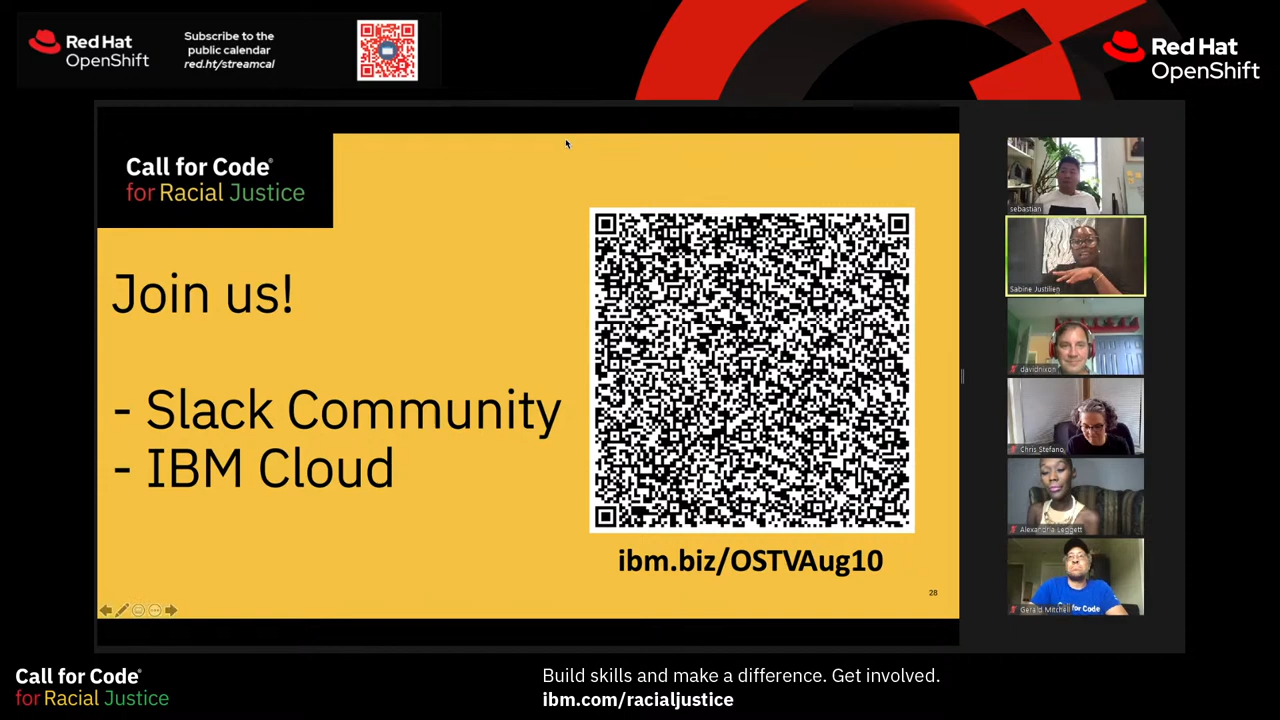 Red Hat
OpenShift
Subscribe to the
public calendar
red.ht/streamcal
Red Hat
OpenShift
Call for Code®
for Racial Justice
Join us!
- Slack Community
- IBM Cloud
ibm.biz/OSTVAug10
28
sebastian
Sabine Justilien
davidnixon
Chris Stefano
Alexandria Leggett
Gerald Mitchell
for Code
Call for Code®
for Racial Justice
Build skills and make a difference. Get involved.
ibm.com/racialjustice